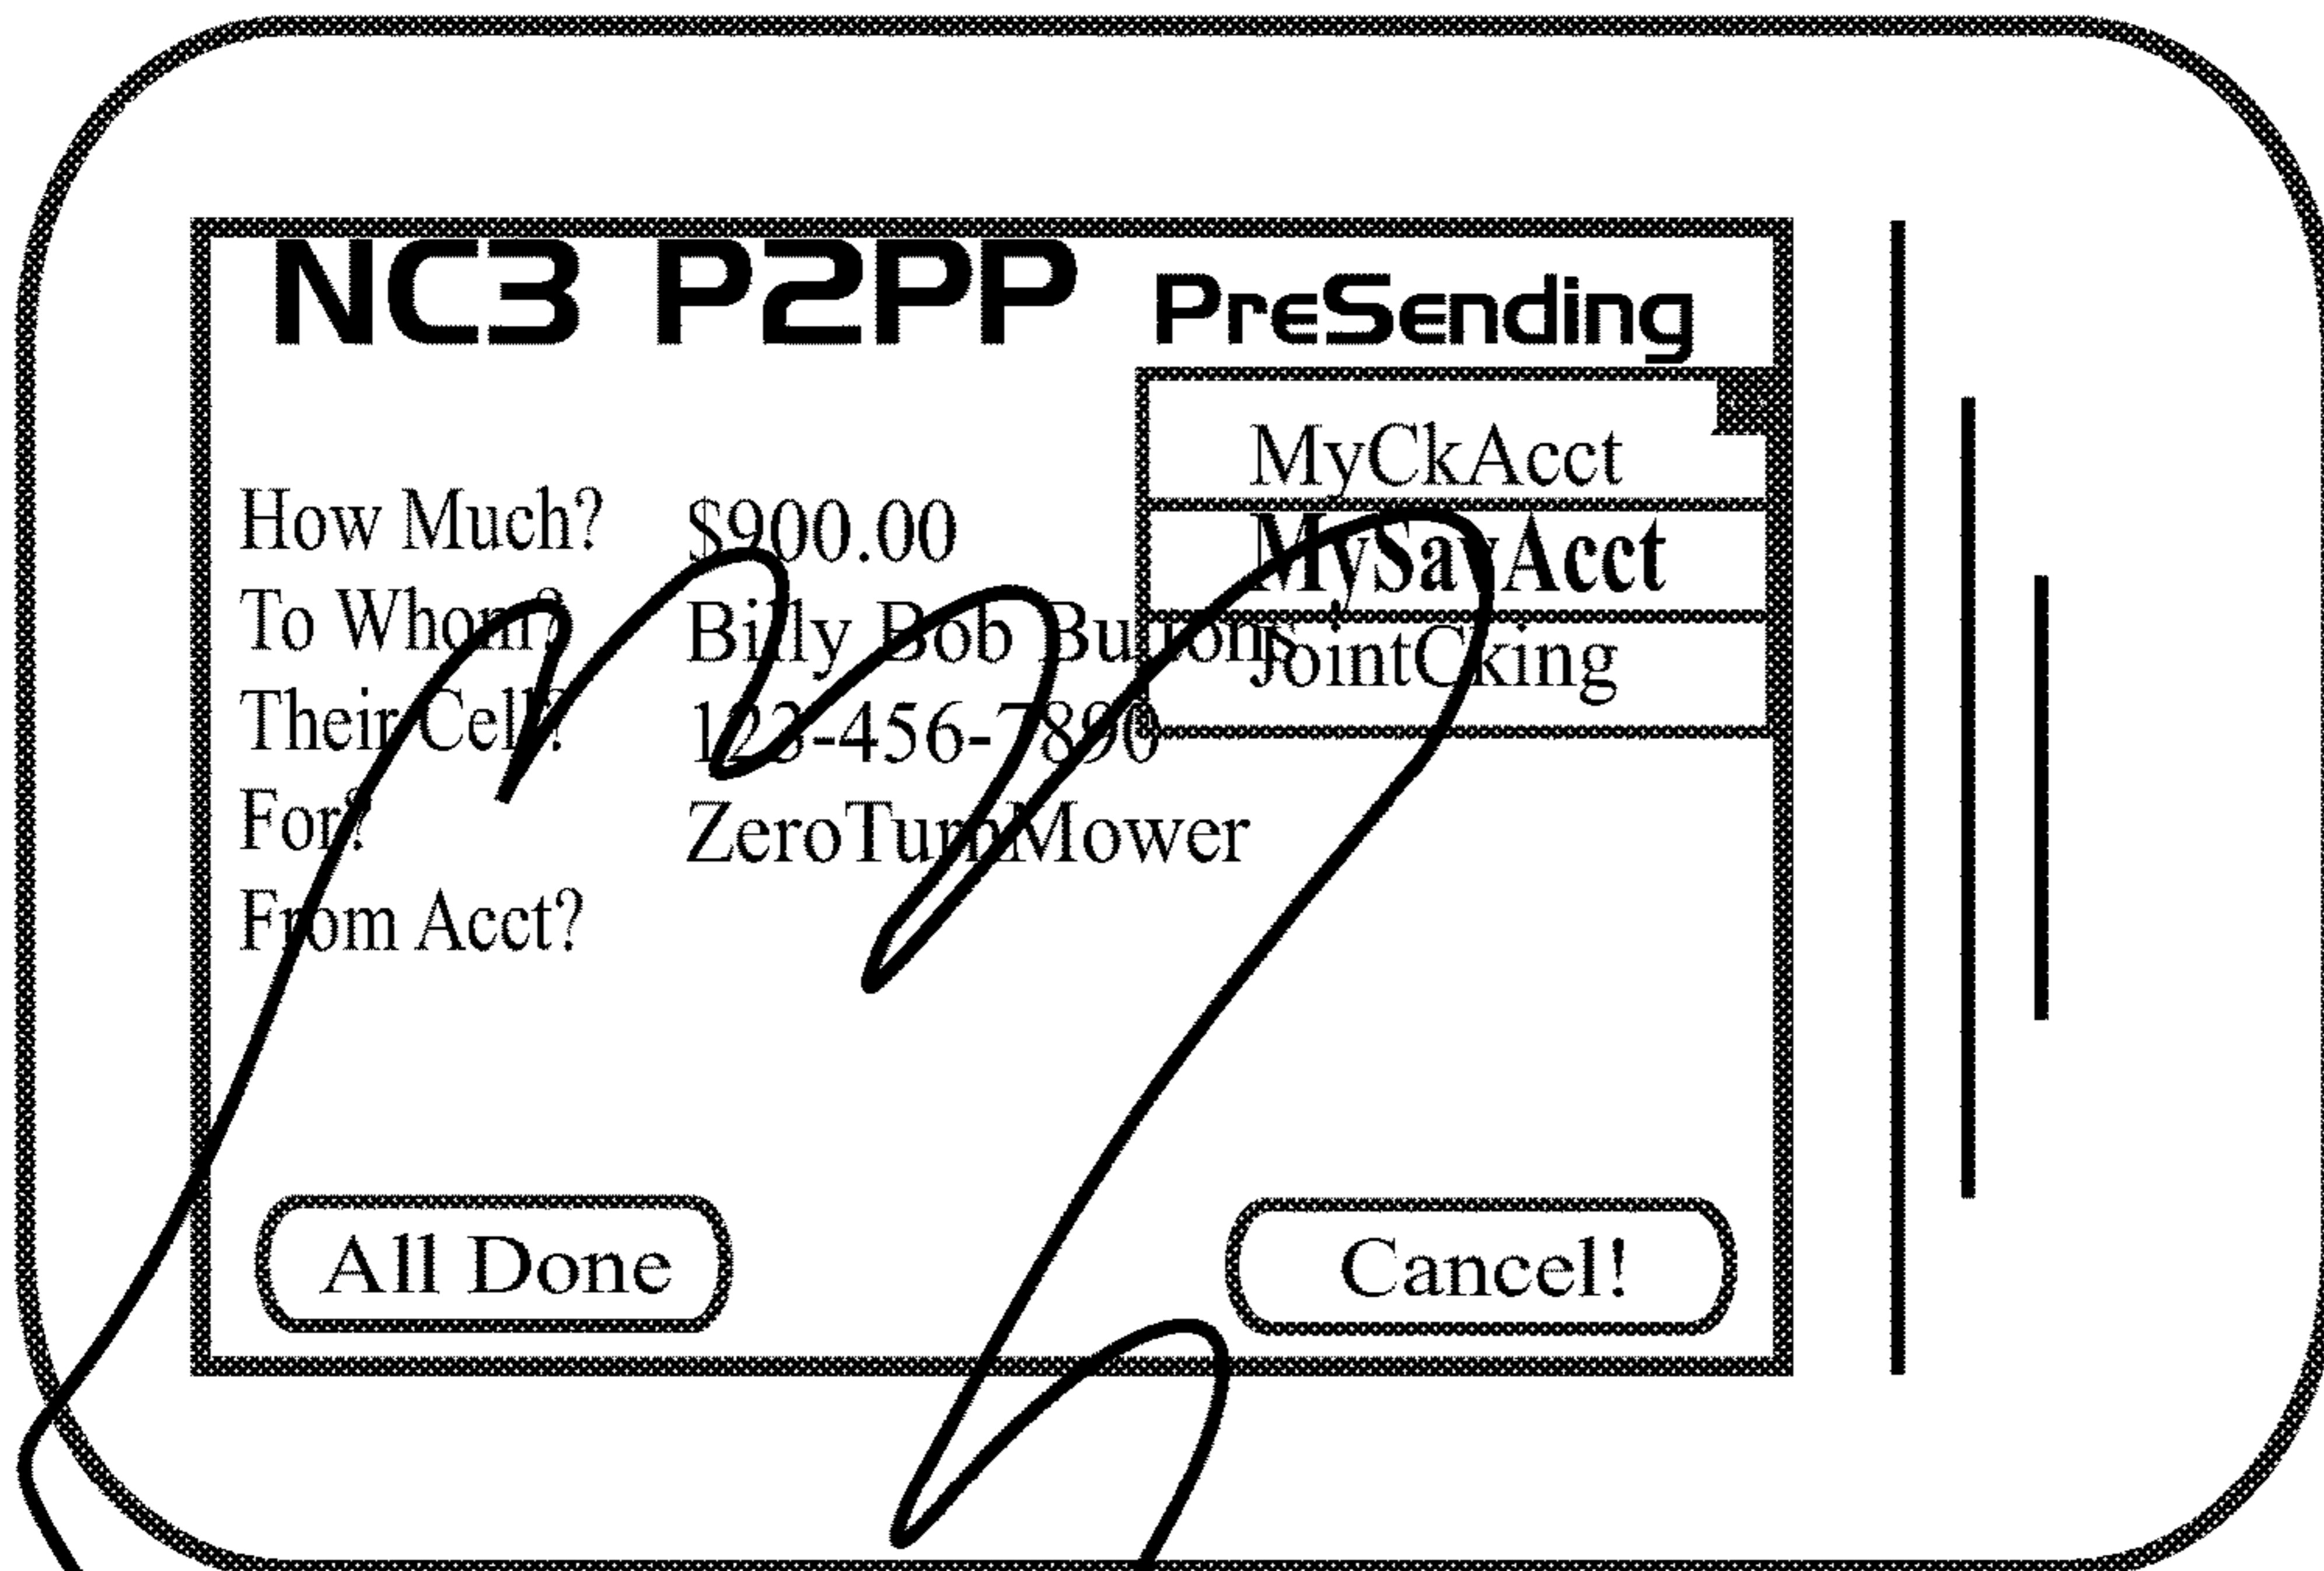 NC3 P2PP PreSending
MyCkAcct
How Much? $900.00
MySavAcct
To Whom? Billy Bob Buttons
JointCking
Their Cell? 123-456-7890
For? ZeroTurnMower
From Acct?
All Done
Cancel!